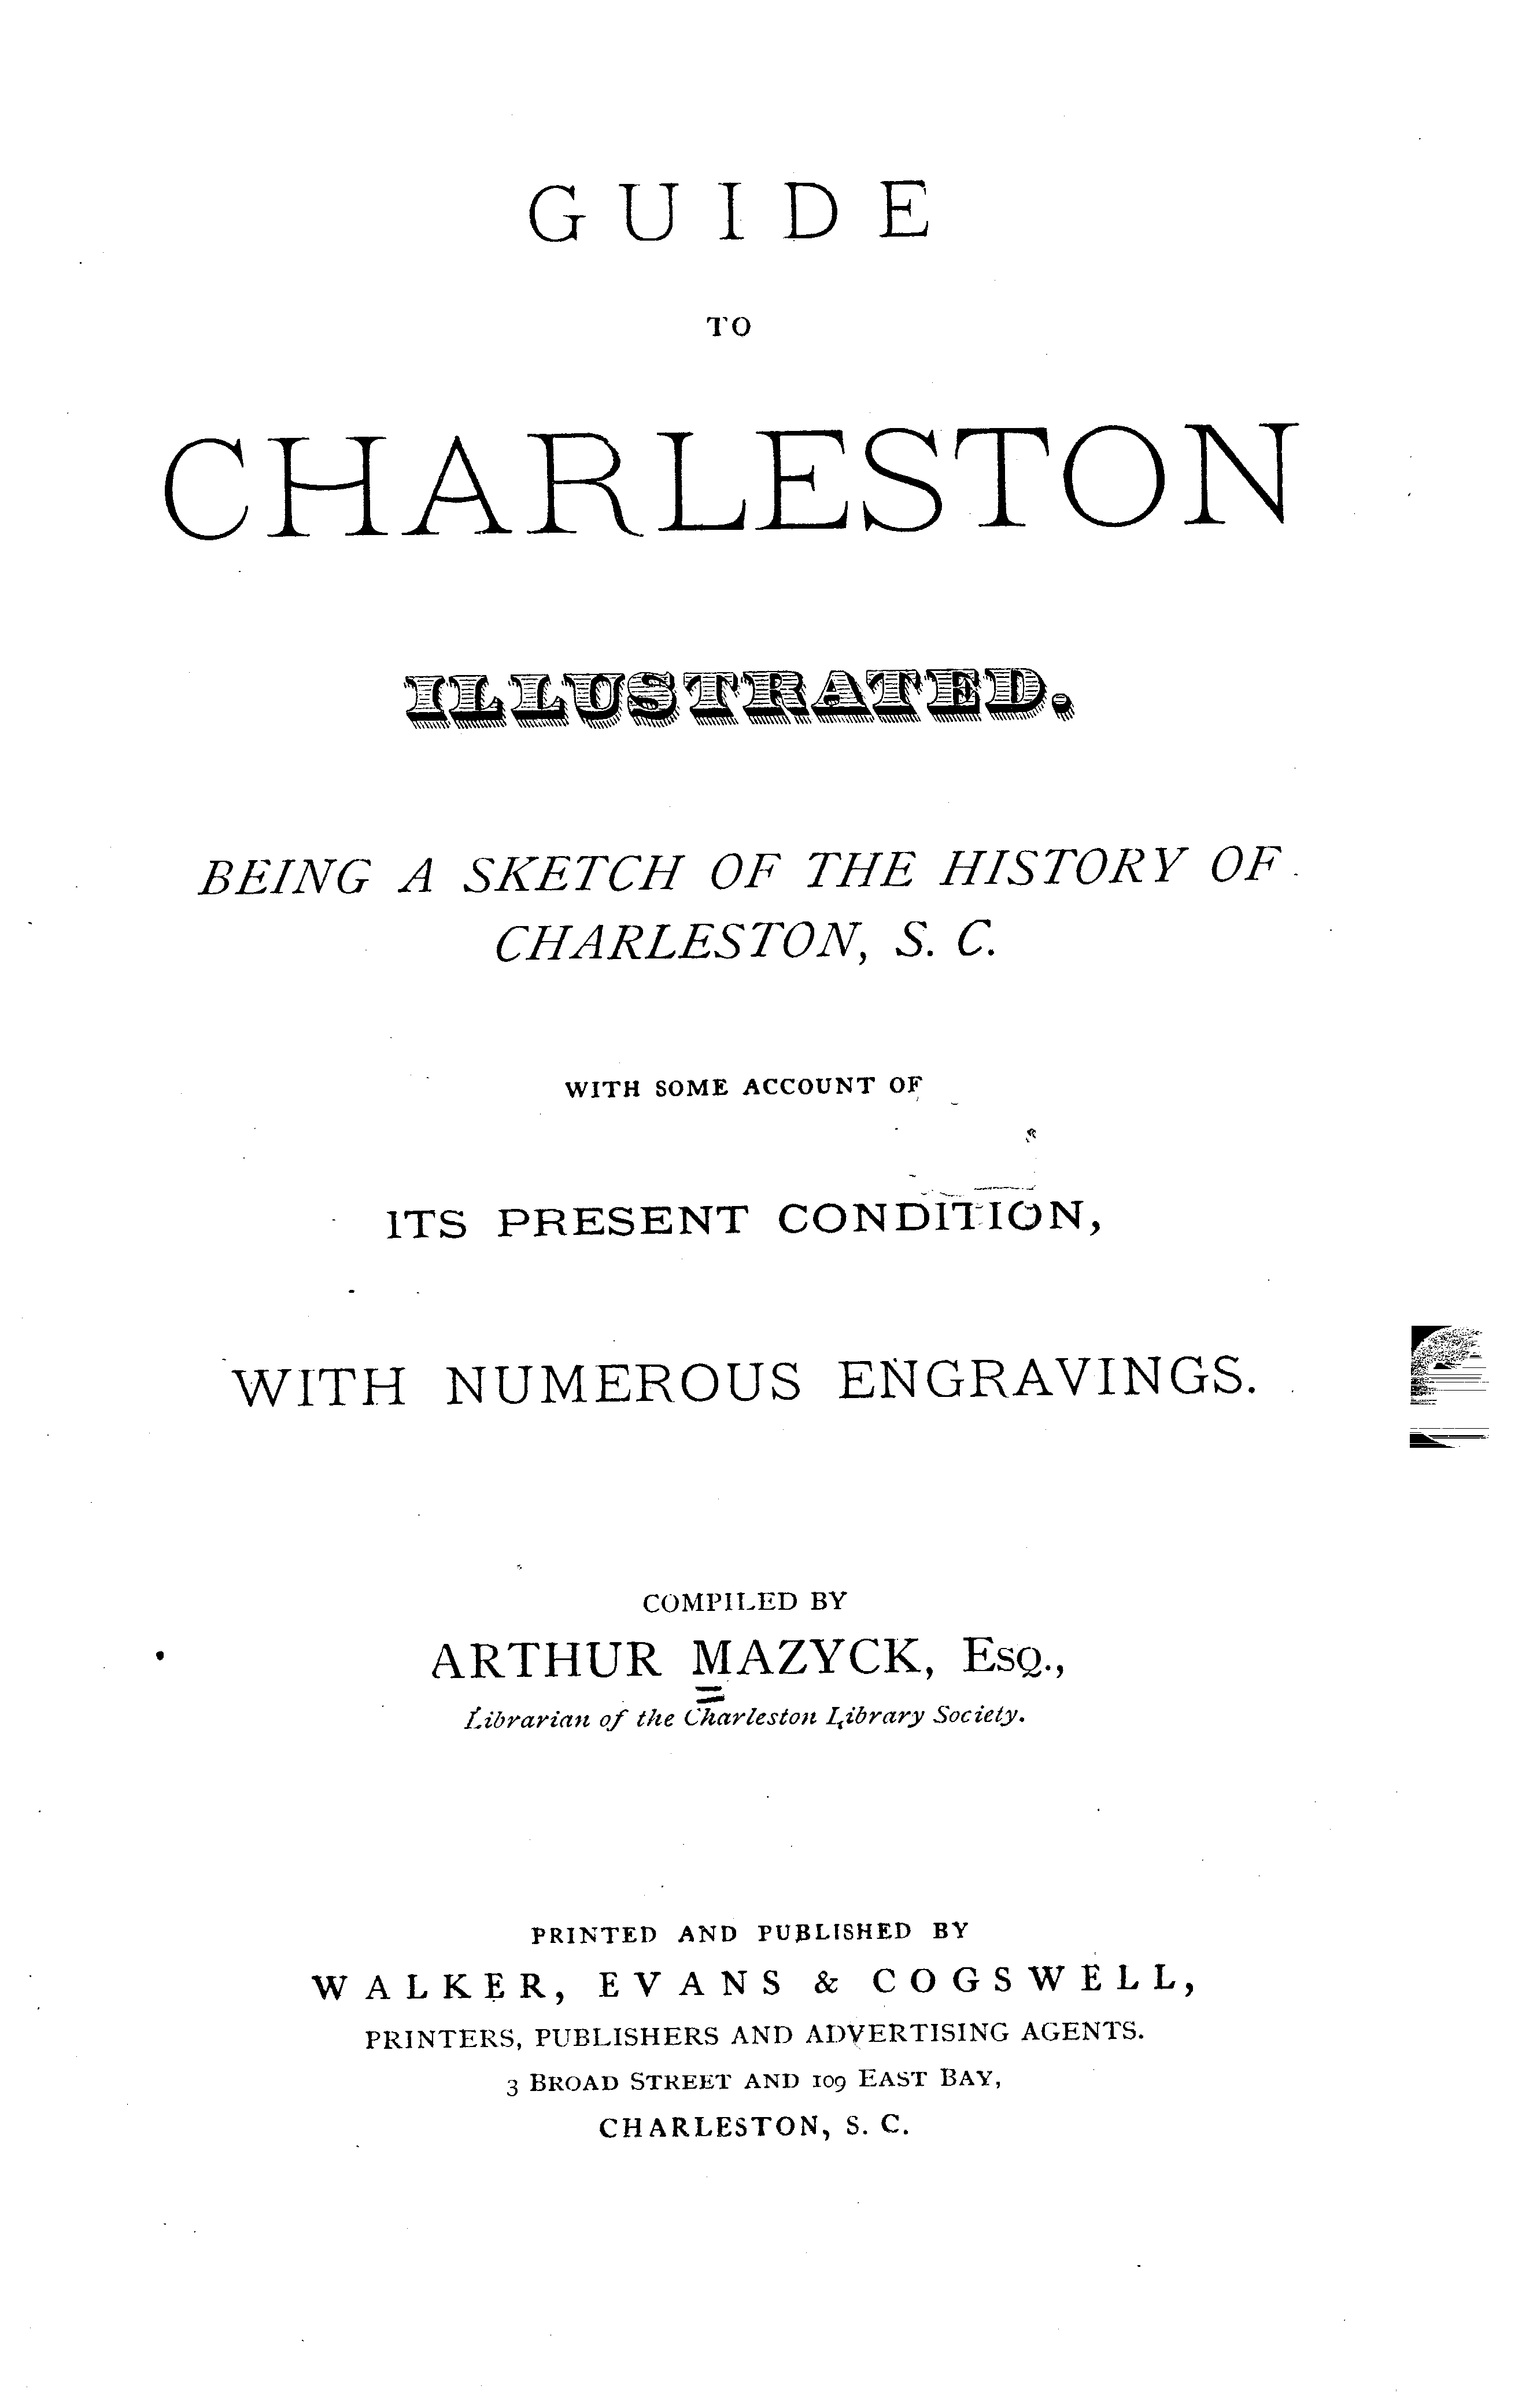 GUIDE
TO
CHARLESTON
ILLUSTRATED.
BEING A SKETCH OF THE HISTORY OF
CHARLESTON, S. C.
WITH SOME ACCOUNT OF
ITS PRESENT CONDITION,
WITH NUMEROUS ENGRAVINGS.
COMPILED BY
ARTHUR MAZYCK, ESQ.,
Librarian of the Charleston Library Society.
PRINTED AND PUBLISHED BY
WALKER, EVANS & COGSWELL,
PRINTERS, PUBLISHERS AND ADVERTISING AGENTS.
3 BROAD STREET AND 109 EAST BAY,
CHARLESTON, S. C.